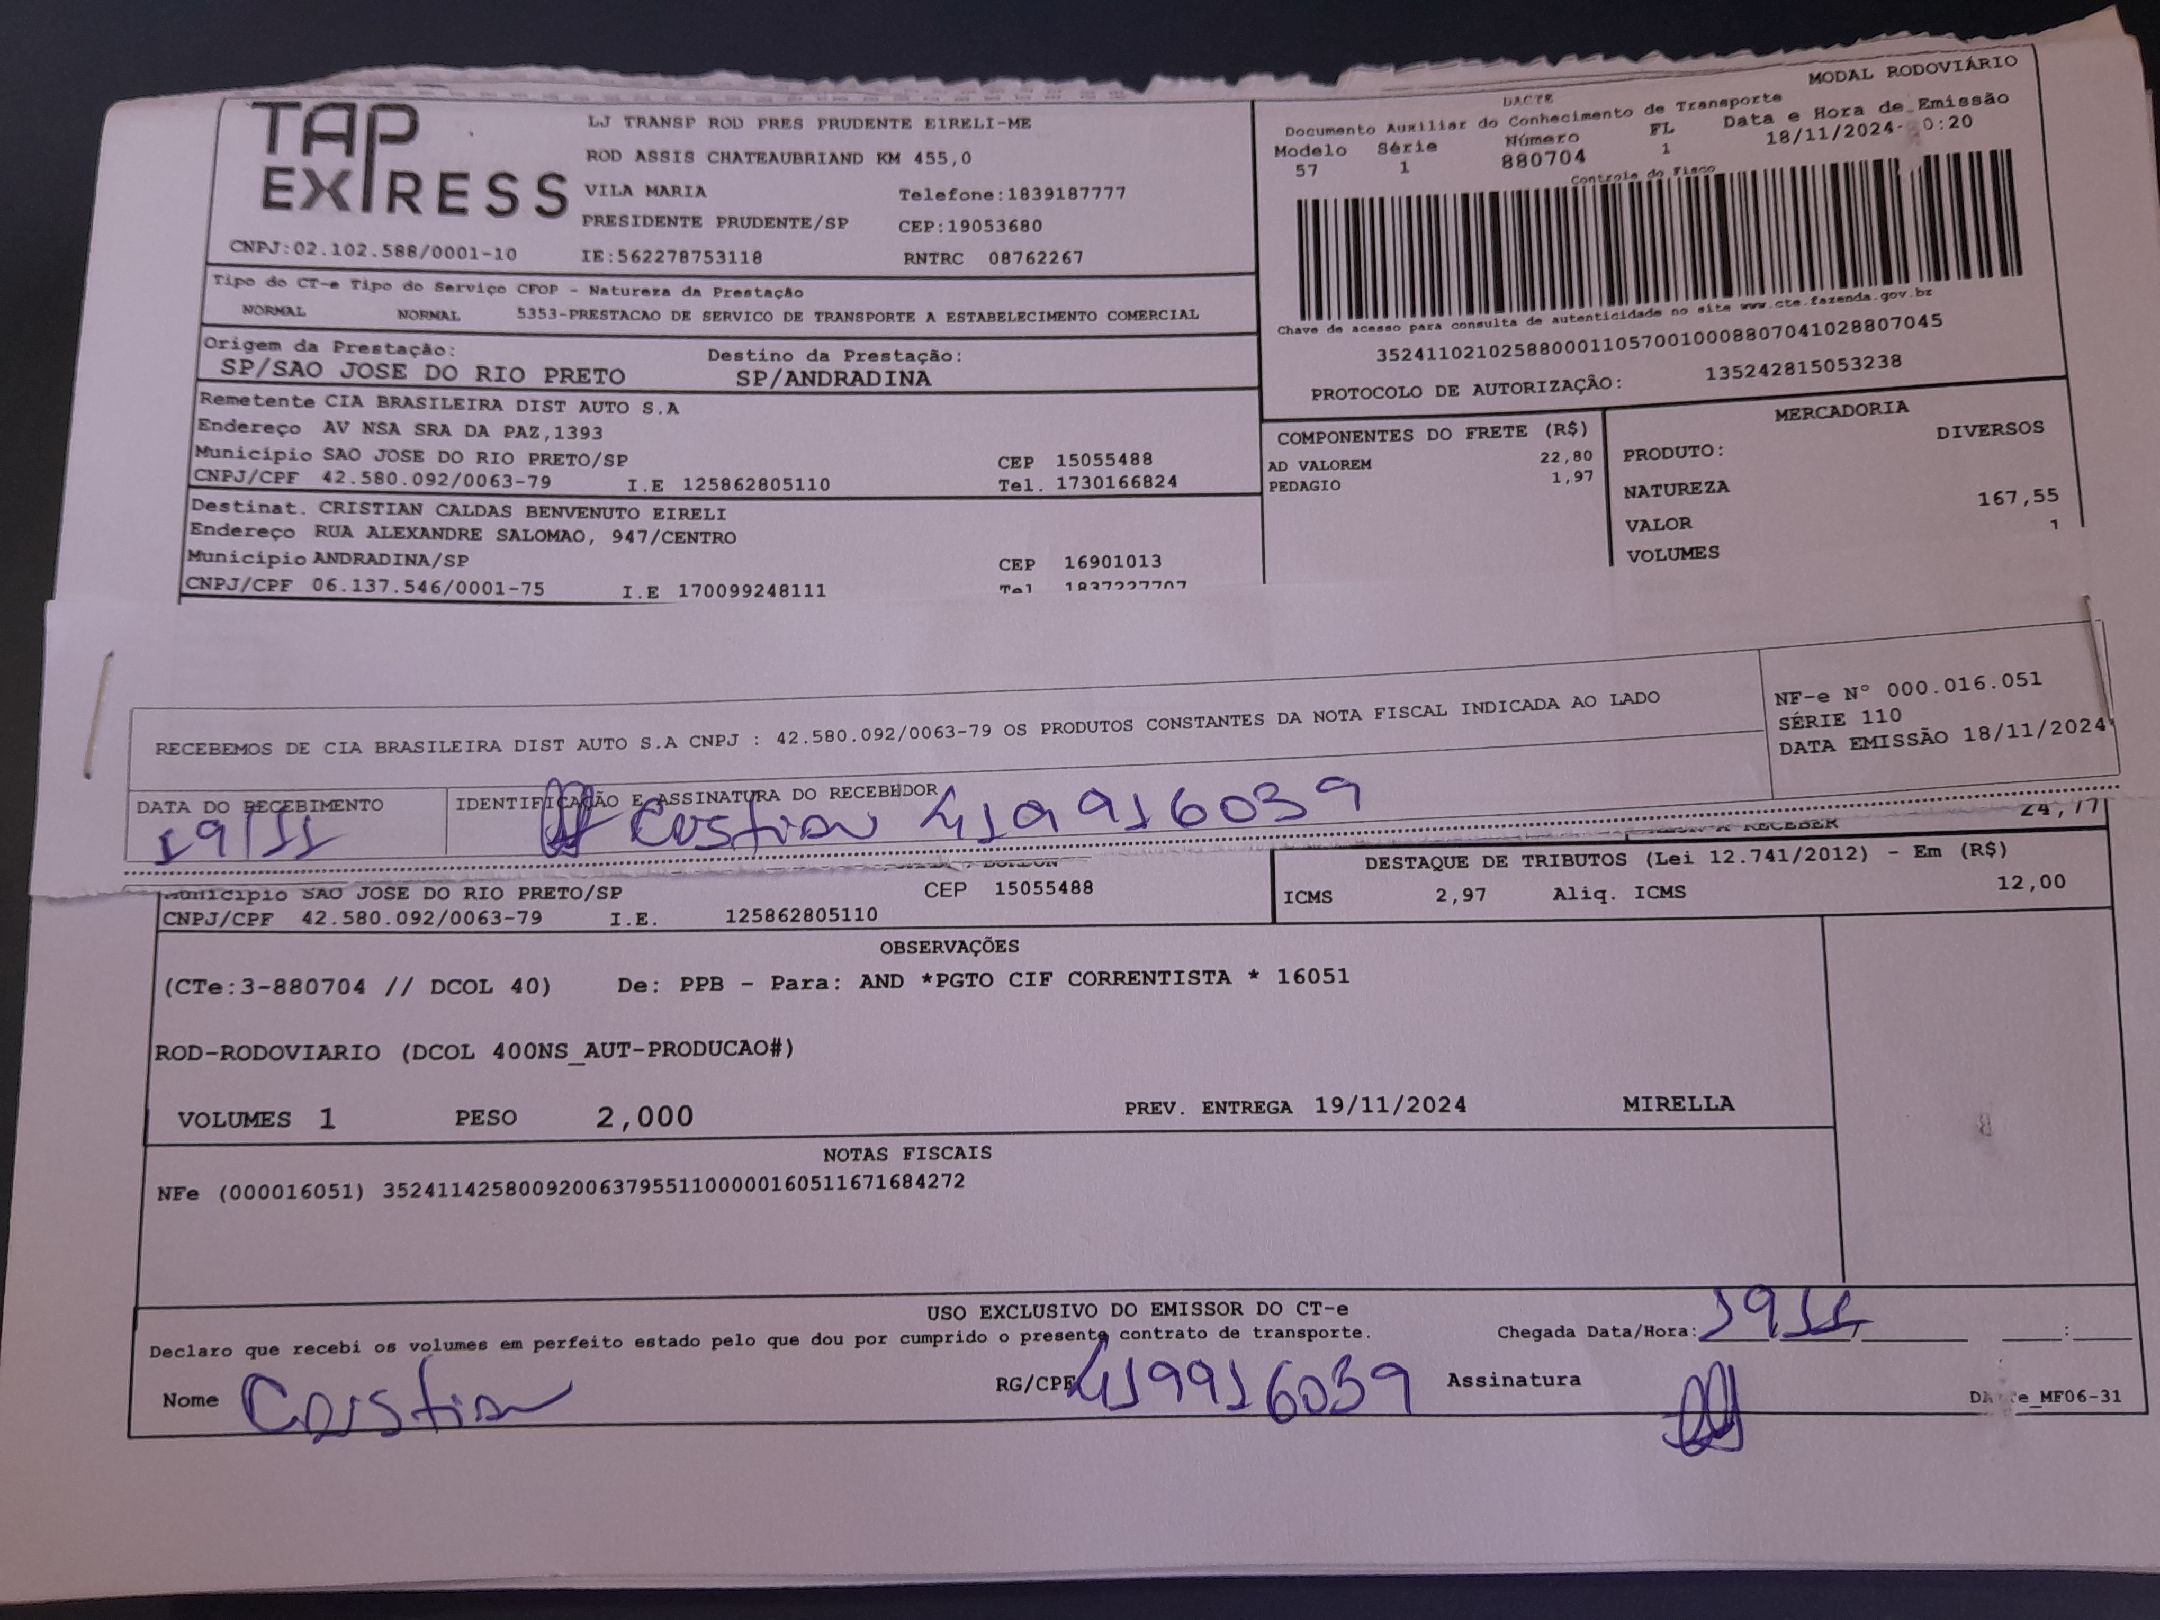 TAP EXPRESS
LJ TRANSP ROD PRES PRUDENTE EIRELI-ME
ROD ASSIS CHATEAUBRIAND KM 455,0
VILA MARIA Telefone:1839187777
PRESIDENTE PRUDENTE/SP CEP:19053680
CNPJ:02.102.588/0001-10 IE:562278753118 RNTRC 08762267
MODAL RODOVIÁRIO
DACTE
Documento Auxiliar do Conhecimento de Transporte
Modelo Série Número FL Data e Hora de Emissão
57 1 880704 1 18/11/2024- 0:20
Controle do Fisco
www.cte.fazenda.gov.br
Chave de acesso para consulta de autenticidade no site
35241102102588000110570010008807041028807045
PROTOCOLO DE AUTORIZAÇÃO: 135242815053238
Tipo do CT-e Tipo do Serviço CFOP - Natureza da Prestação
NORMAL NORMAL 5353-PRESTACAO DE SERVICO DE TRANSPORTE A ESTABELECIMENTO COMERCIAL
Origem da Prestação: Destino da Prestação:
SP/SAO JOSE DO RIO PRETO SP/ANDRADINA
Remetente CIA BRASILEIRA DIST AUTO S.A
Endereço AV NSA SRA DA PAZ,1393
Município SAO JOSE DO RIO PRETO/SP CEP 15055488
CNPJ/CPF 42.580.092/0063-79 I.E 125862805110 Tel. 1730166824
Destinat. CRISTIAN CALDAS BENVENUTO EIRELI
Endereço RUA ALEXANDRE SALOMAO, 947/CENTRO
Município ANDRADINA/SP CEP 16901013
CNPJ/CPF 06.137.546/0001-75 I.E 170099248111 Tel 1837227707
COMPONENTES DO FRETE (R$)
AD VALOREM 22,80
PEDAGIO 1,97
MERCADORIA
PRODUTO: DIVERSOS
NATUREZA
VALOR 167,55
VOLUMES 1
RECEBEMOS DE CIA BRASILEIRA DIST AUTO S.A CNPJ : 42.580.092/0063-79 OS PRODUTOS CONSTANTES DA NOTA FISCAL INDICADA AO LADO
NF-e Nº 000.016.051
SÉRIE 110
DATA EMISSÃO 18/11/2024
DATA DO RECEBIMENTO IDENTIFICAÇÃO E ASSINATURA DO RECEBEDOR
19/11 Cristian 419916039
A RECEBER 24,77
Município SAO JOSE DO RIO PRETO/SP CEP 15055488
CNPJ/CPF 42.580.092/0063-79 I.E. 125862805110
DESTAQUE DE TRIBUTOS (Lei 12.741/2012) - Em (R$)
ICMS 2,97 Aliq. ICMS 12,00
OBSERVAÇÕES
(CTe:3-880704 // DCOL 40) De: PPB - Para: AND *PGTO CIF CORRENTISTA * 16051
ROD-RODOVIARIO (DCOL 400NS_AUT-PRODUCAO#)
VOLUMES 1 PESO 2,000 PREV. ENTREGA 19/11/2024 MIRELLA
NOTAS FISCAIS
NFe (000016051) 35241142580092006379551100000160511671684272
USO EXCLUSIVO DO EMISSOR DO CT-e
Declaro que recebi os volumes em perfeito estado pelo que dou por cumprido o presente contrato de transporte. Chegada Data/Hora: 19/11
Nome Cristian RG/CPF 419916039 Assinatura
_MF06-31